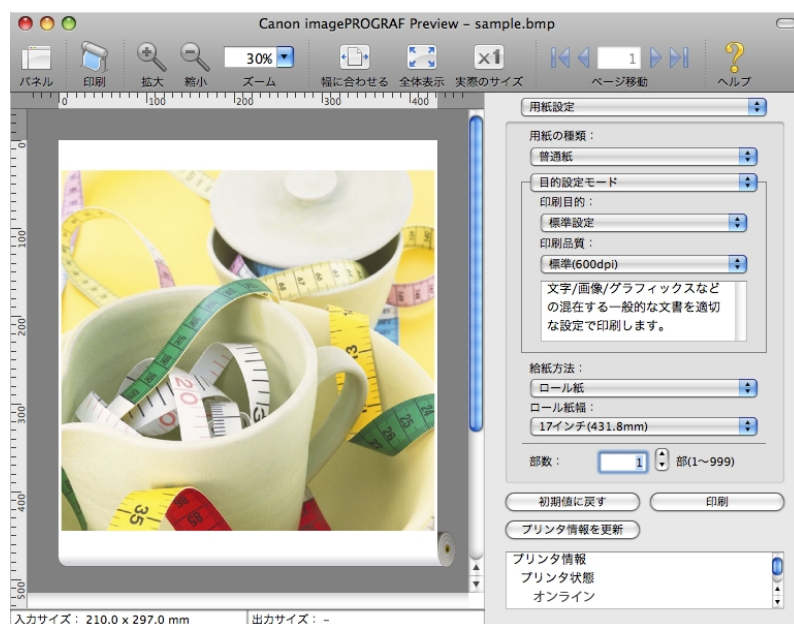 Canon imagePROGRAF Preview – sample.bmp
30%
1
パネル 印刷 拡大 縮小 ズーム 幅に合わせる 全体表示 実際のサイズ ページ移動 ヘルプ
0 100 200 300 400
0
100
200
300
400
500
用紙設定
用紙の種類：
普通紙
目的設定モード
印刷目的：
標準設定
印刷品質：
標準(600dpi)
文字/画像/グラフィックスなど
の混在する一般的な文書を適切
な設定で印刷します。
給紙方法：
ロール紙
ロール紙幅：
17インチ(431.8mm)
部数： 1 部(1〜999)
初期値に戻す 印刷
プリンタ情報を更新
プリンタ情報
プリンタ状態
オンライン
入力サイズ： 210.0 x 297.0 mm 出力サイズ： –